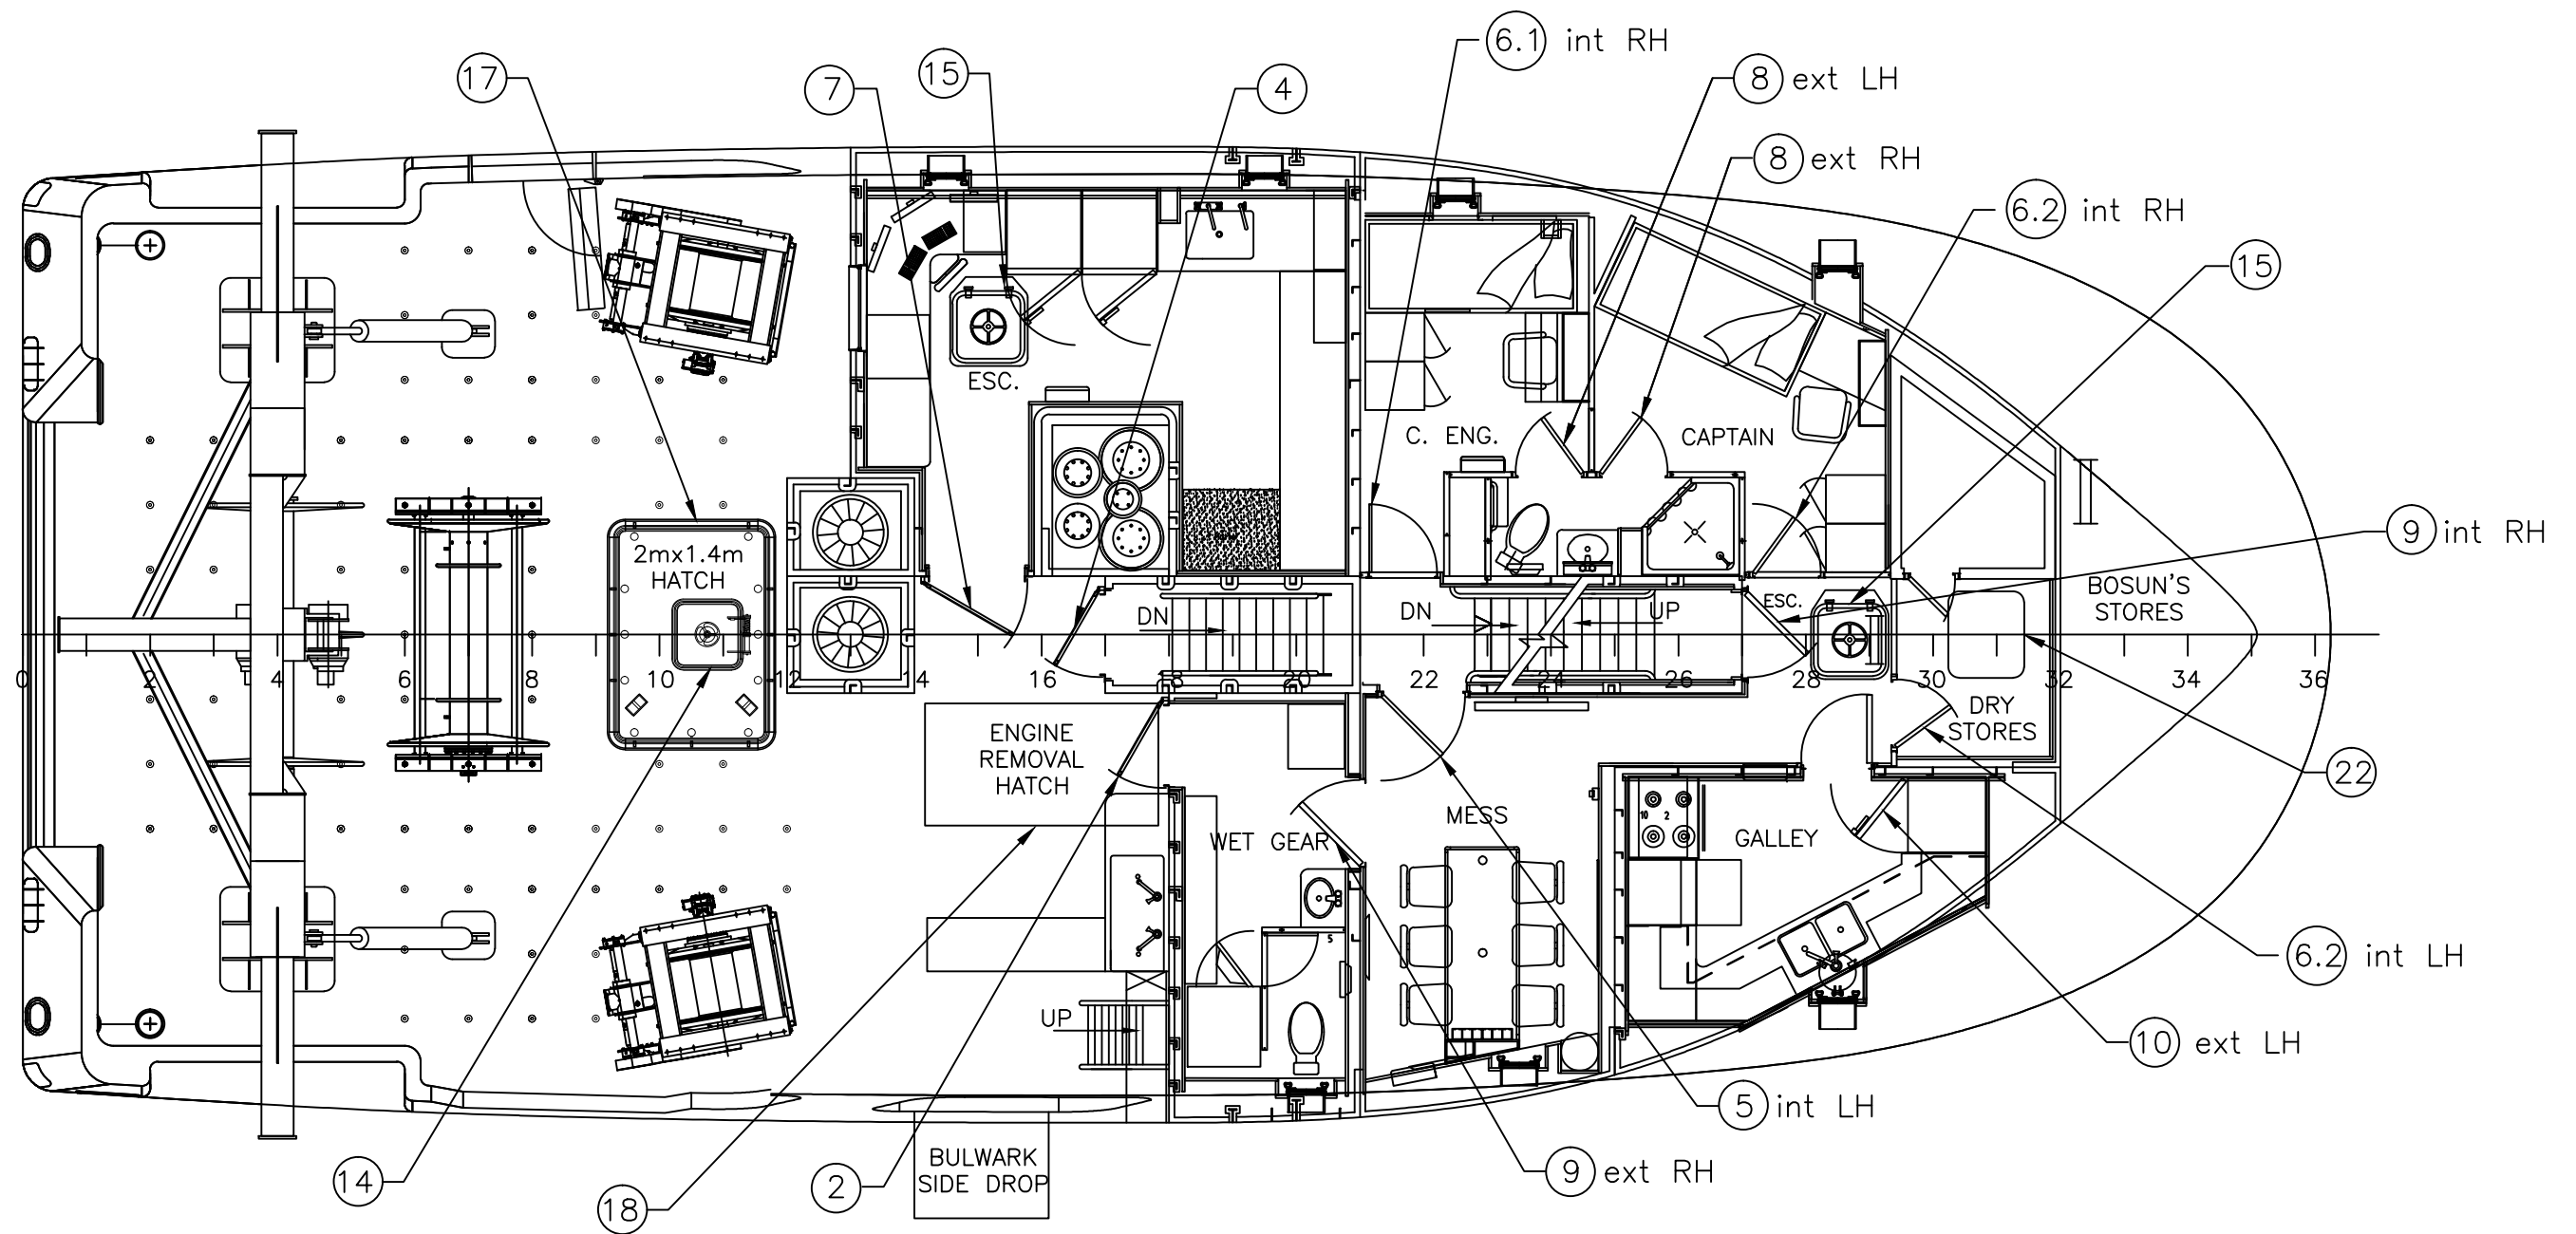 6.1 int RH
17
7
15
4
8 ext LH
8 ext RH
6.2 int RH
15
ESC.
C. ENG.
CAPTAIN
9 int RH
2mx1.4m
HATCH
BOSUN'S
STORES
ESC.
DN
DN
UP
0
2
4
6
8
10
12
14
16
18
20
22
24
26
28
30
32
34
36
DRY
STORES
ENGINE
REMOVAL
HATCH
22
MESS
WET GEAR
GALLEY
10 2
S
6.2 int LH
UP
10 ext LH
5 int LH
BULWARK
SIDE DROP
14
2
18
9 ext RH